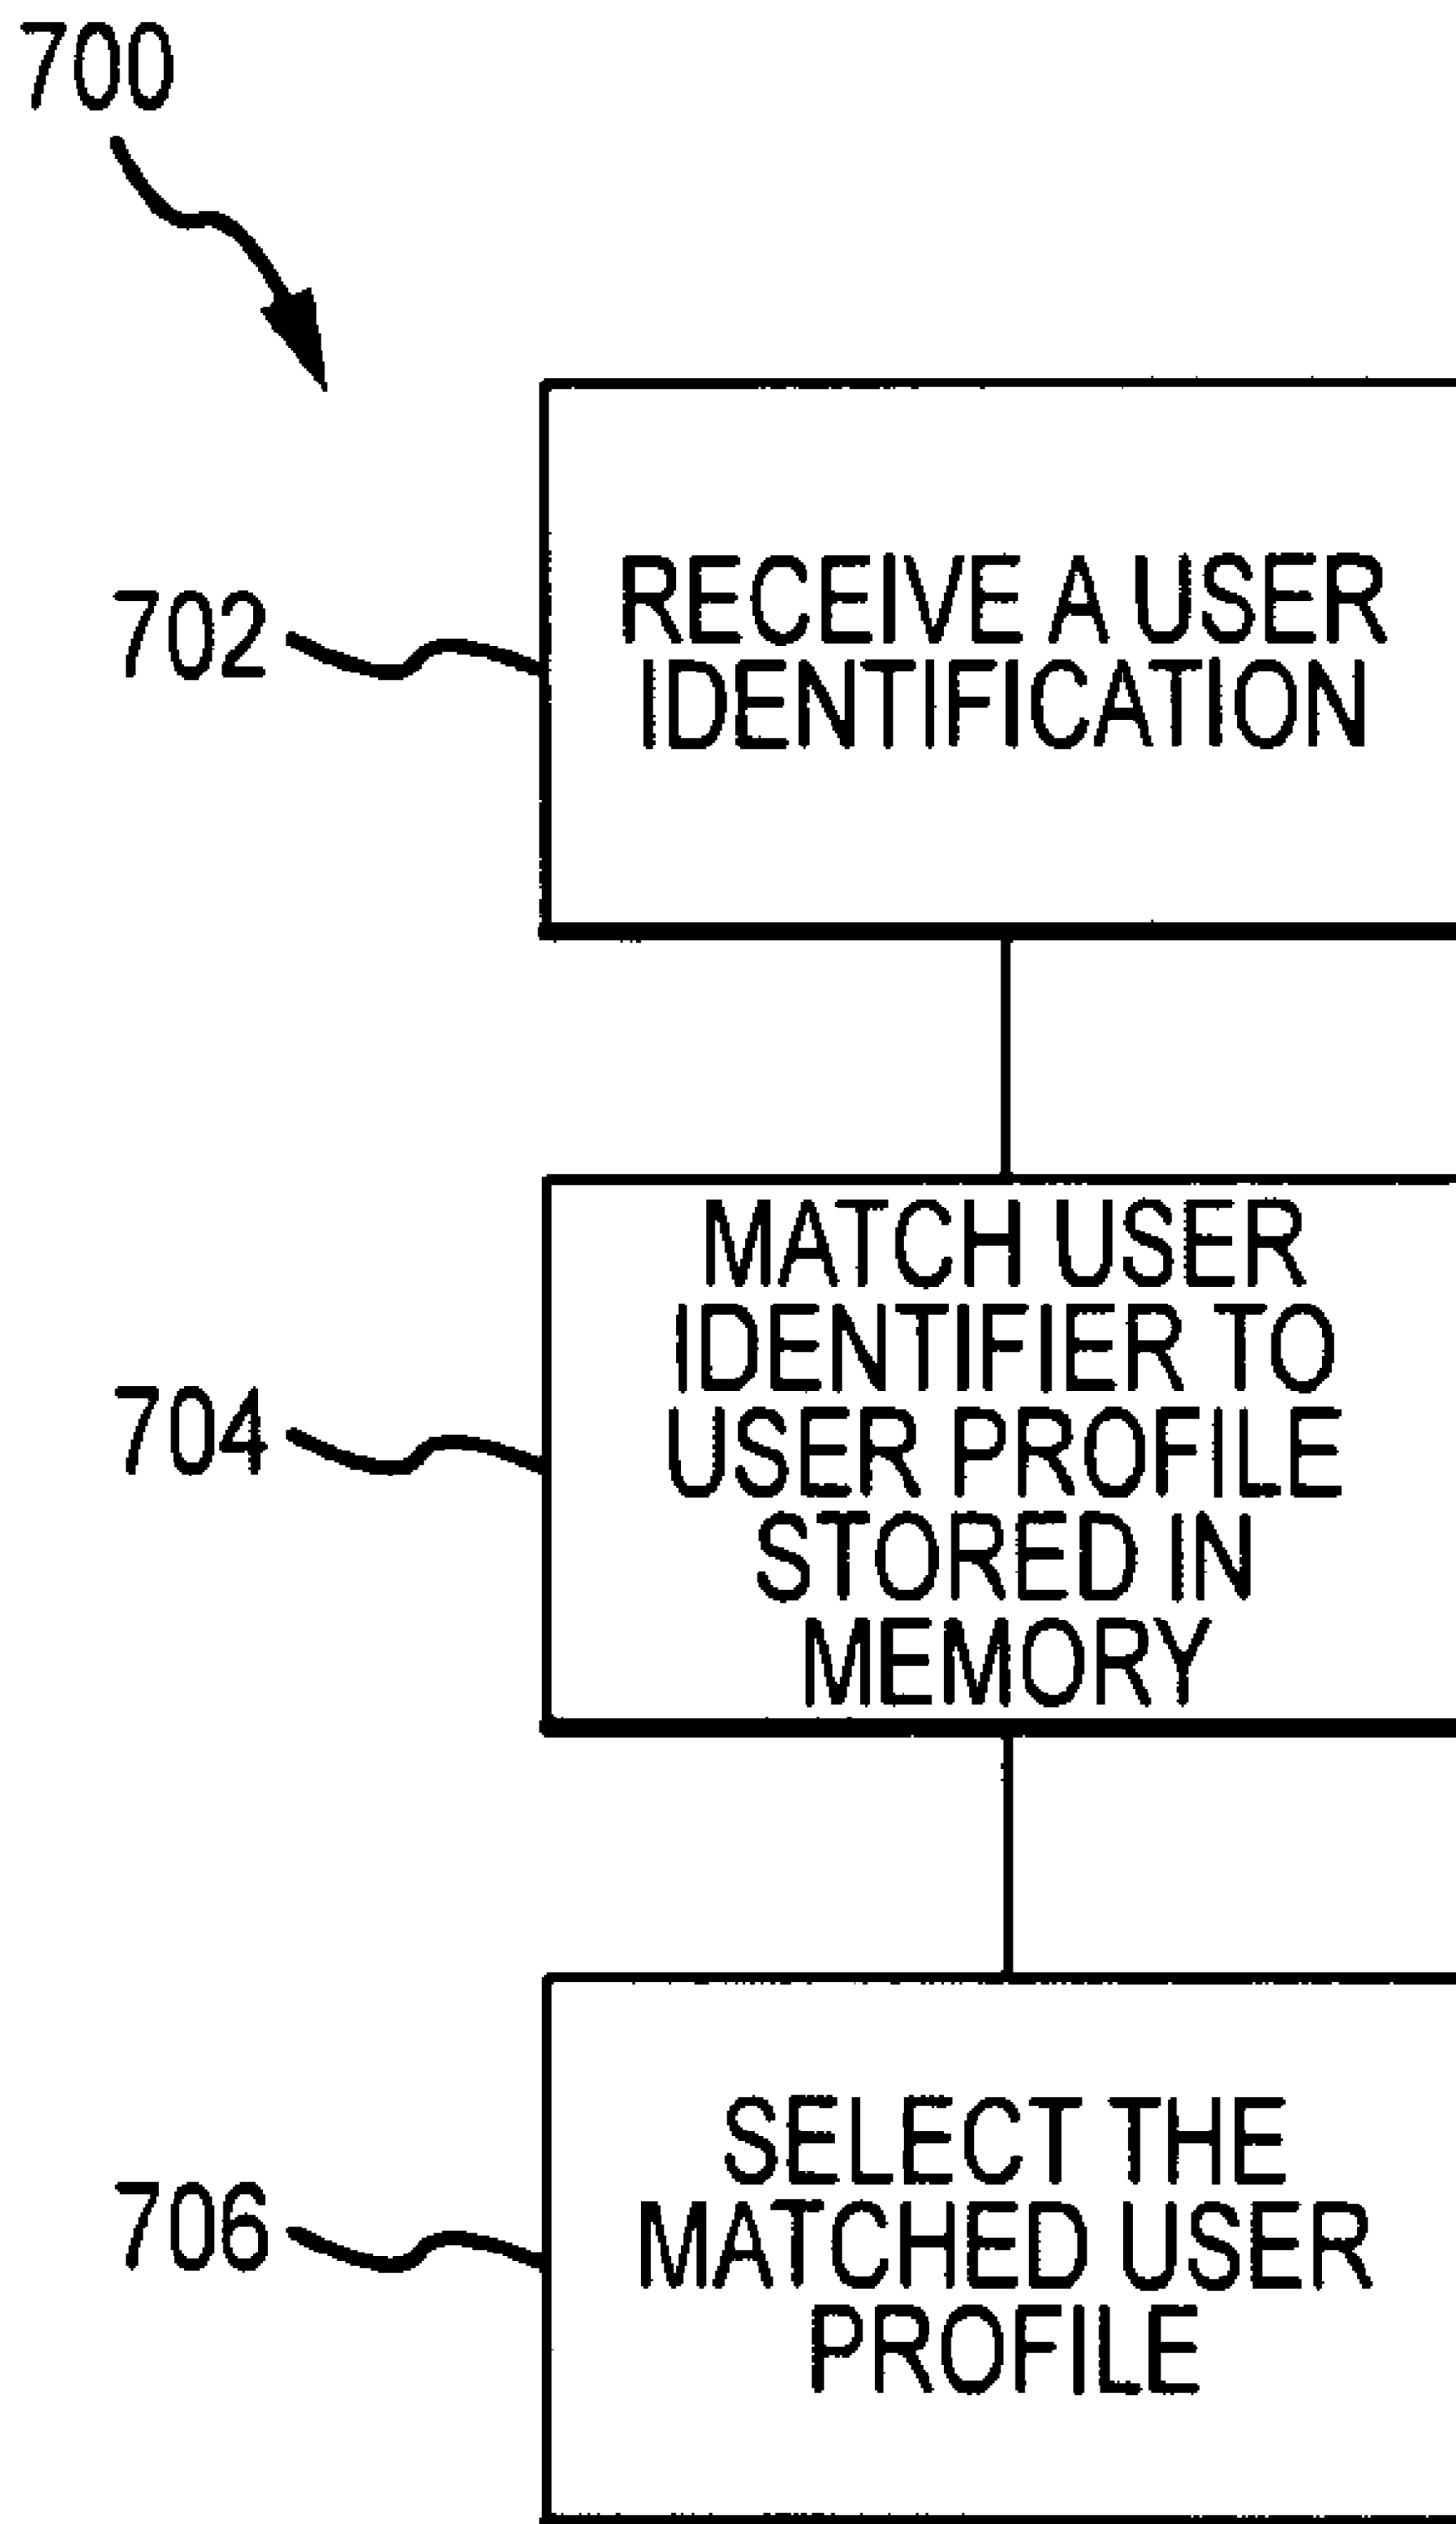 700
702
RECEIVE A USER
IDENTIFICATION
704
MATCH USER
IDENTIFIER TO
USER PROFILE
STORED IN
MEMORY
706
SELECT THE
MATCHED USER
PROFILE